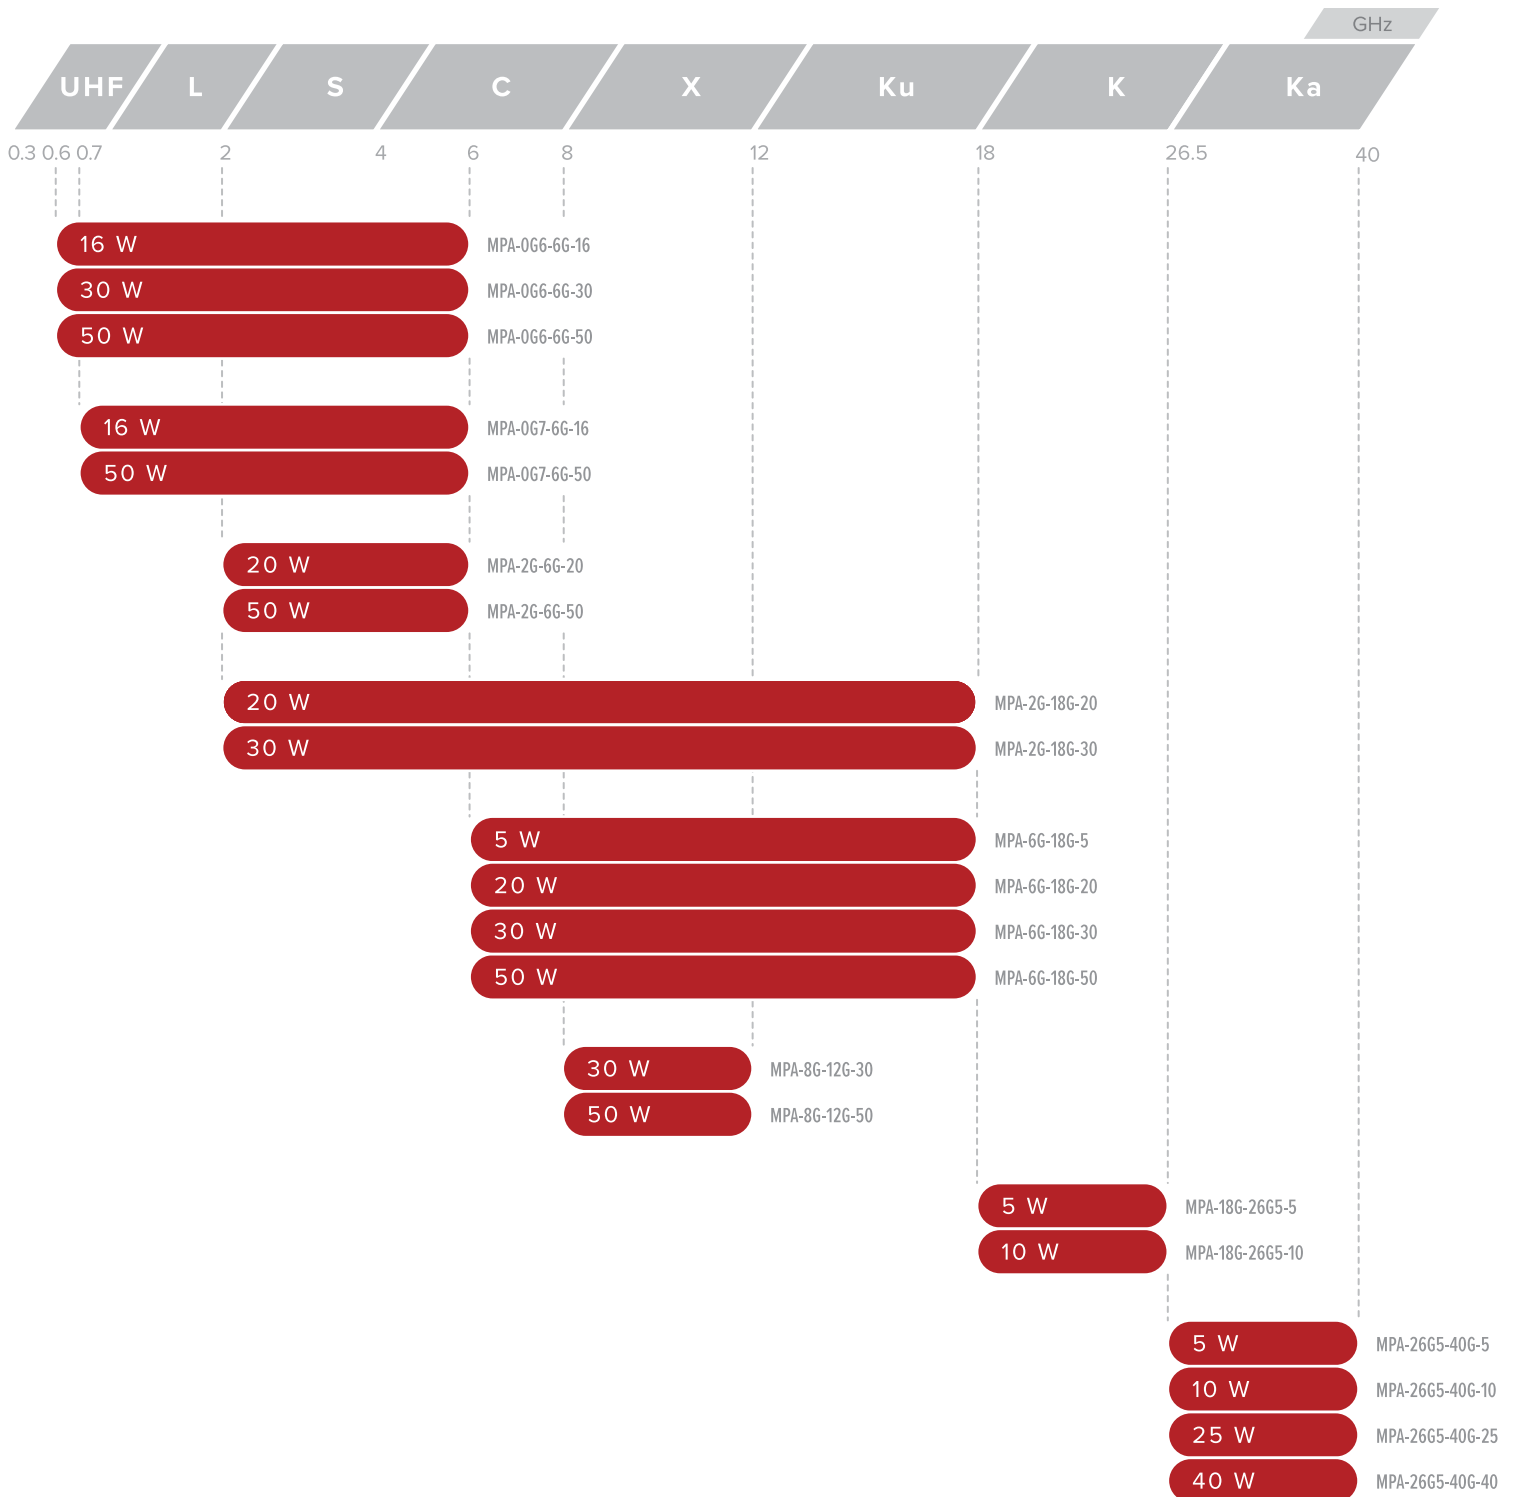 GHz
UHF L S C X Ku K Ka
0.3 0.6 0.7 2 4 6 8 12 18 26.5 40
16 W MPA-0G6-6G-16
30 W MPA-0G6-6G-30
50 W MPA-0G6-6G-50
16 W MPA-0G7-6G-16
50 W MPA-0G7-6G-50
20 W MPA-2G-6G-20
50 W MPA-2G-6G-50
20 W MPA-2G-18G-20
30 W MPA-2G-18G-30
5 W MPA-6G-18G-5
20 W MPA-6G-18G-20
30 W MPA-6G-18G-30
50 W MPA-6G-18G-50
30 W MPA-8G-12G-30
50 W MPA-8G-12G-50
5 W MPA-18G-26G5-5
10 W MPA-18G-26G5-10
5 W MPA-26G5-40G-5
10 W MPA-26G5-40G-10
25 W MPA-26G5-40G-25
40 W MPA-26G5-40G-40